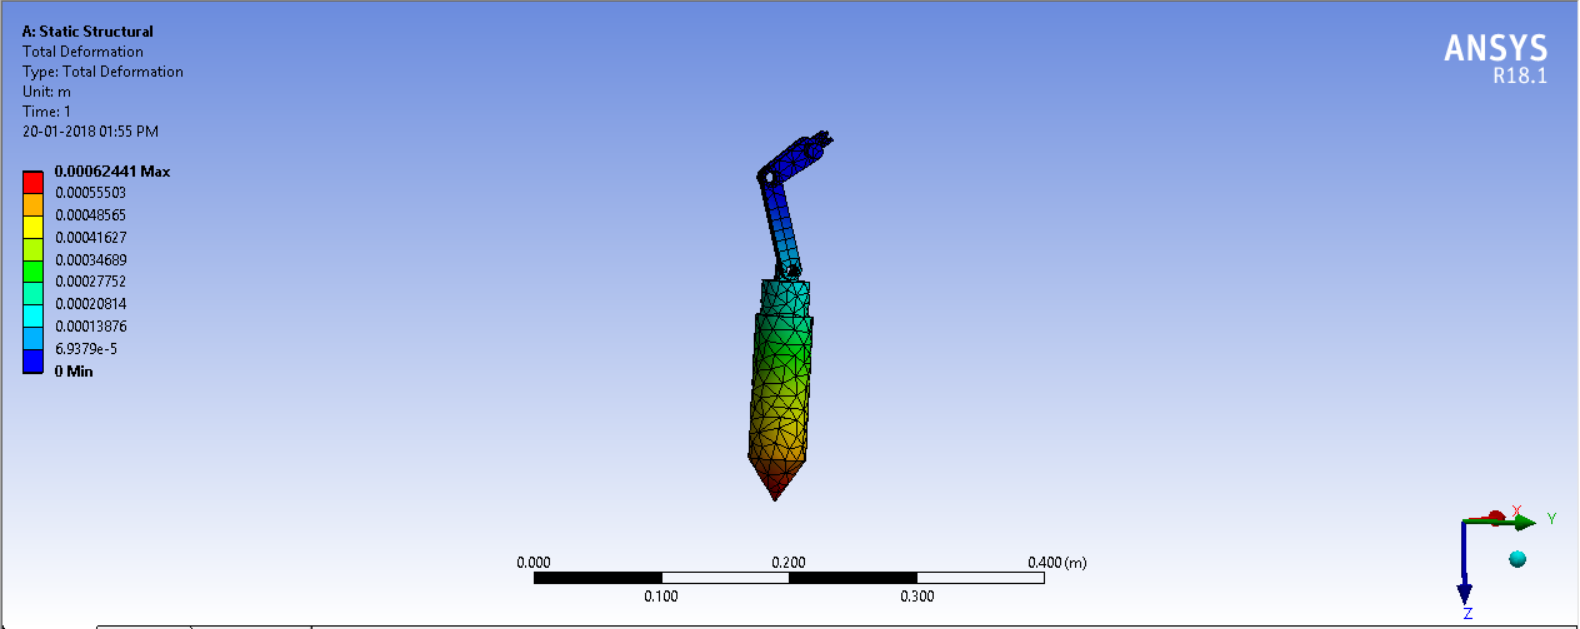 A: Static Structural
Total Deformation
Type: Total Deformation
Unit: m
Time: 1
20-01-2018 01:55 PM
0.00062441 Max
0.00055503
0.00048565
0.00041627
0.00034689
0.00027752
0.00020814
0.00013876
6.9379e-5
0 Min
ANSYS
R18.1
0.000
0.200
0.400 (m)
0.100
0.300
X
Y
Z